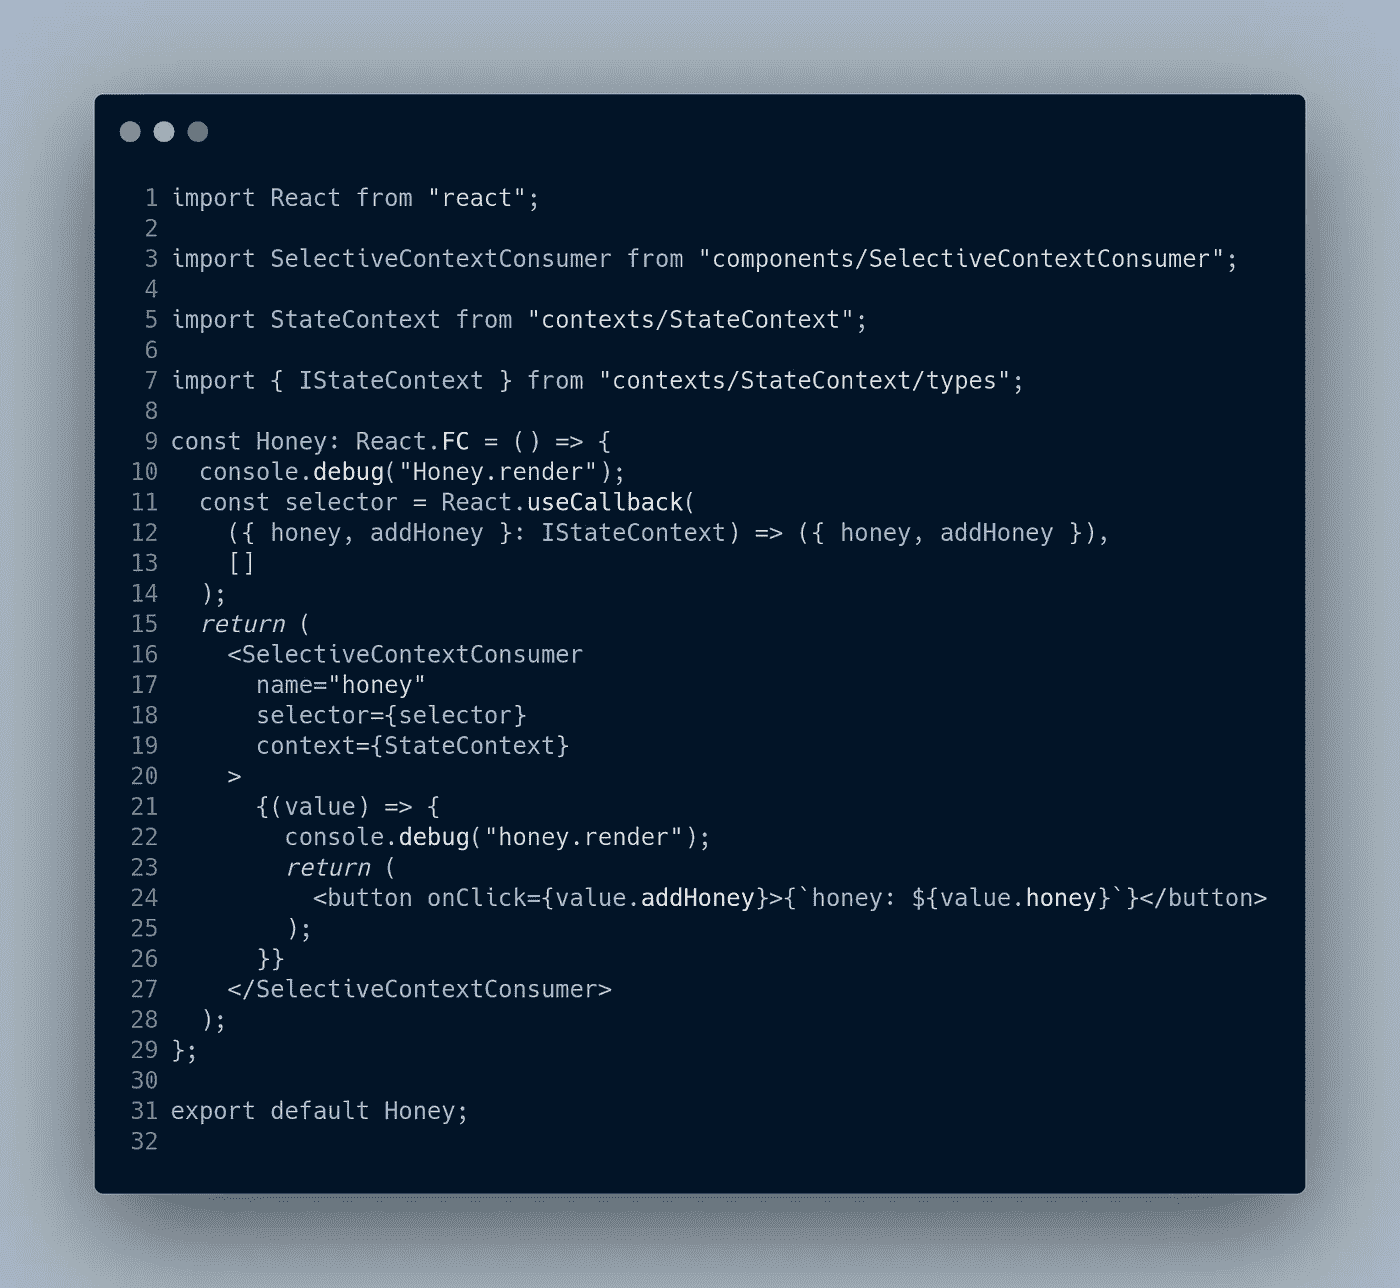 1 import React from "react";
2
3 import SelectiveContextConsumer from "components/SelectiveContextConsumer";
4
5 import StateContext from "contexts/StateContext";
6
7 import { IStateContext } from "contexts/StateContext/types";
8
9 const Honey: React.FC = () => {
10   console.debug("Honey.render");
11   const selector = React.useCallback(
12     ({ honey, addHoney }: IStateContext) => ({ honey, addHoney }),
13     []
14   );
15   return (
16     <SelectiveContextConsumer
17       name="honey"
18       selector={selector}
19       context={StateContext}
20     >
21       {(value) => {
22         console.debug("honey.render");
23         return (
24           <button onClick={value.addHoney}>{`honey: ${value.honey}`}</button>
25         );
26       }}
27     </SelectiveContextConsumer>
28   );
29 };
30
31 export default Honey;
32